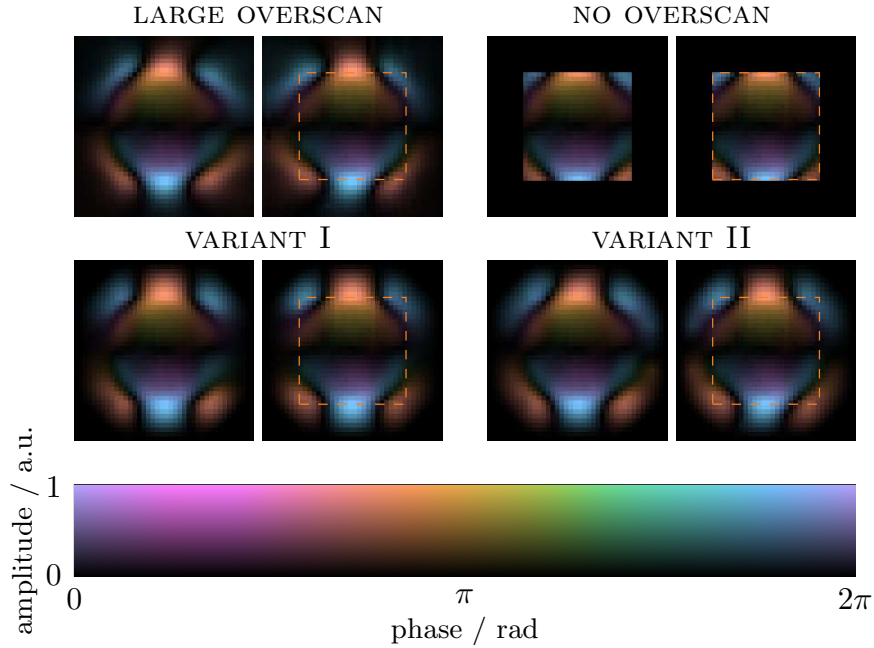 LARGE OVERSCAN
NO OVERSCAN
VARIANT I
VARIANT II
amplitude / a.u.
1
0
0
π
2π
phase / rad